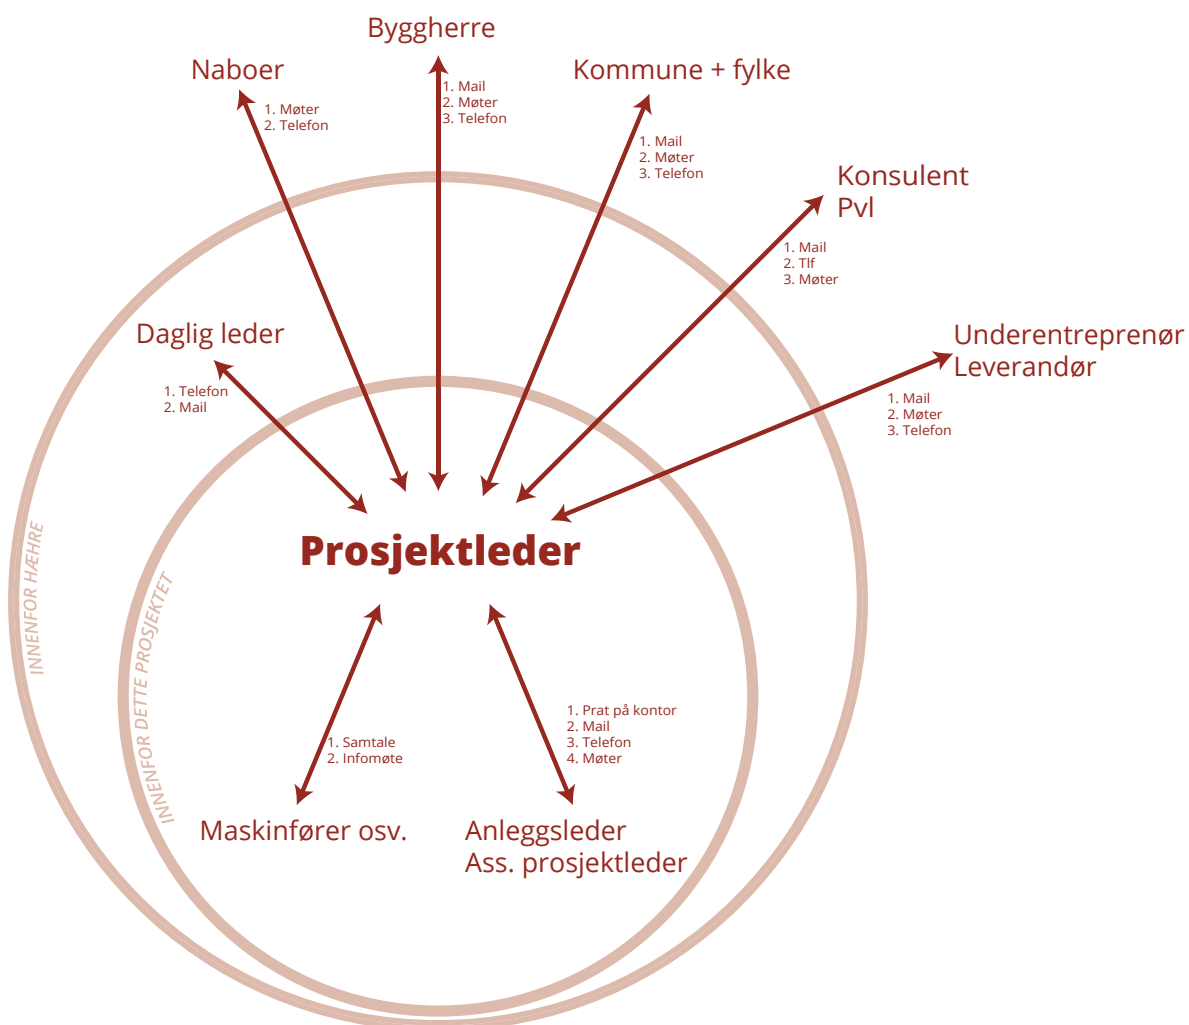 Byggherre
Naboer
Kommune + fylke
1. Mail
2. Møter
3. Telefon
1. Møter
2. Telefon
1. Mail
2. Møter
3. Telefon
Konsulent
Pvl
1. Mail
2. Tlf
3. Møter
Daglig leder
Underentreprenør
Leverandør
1. Telefon
2. Mail
1. Mail
2. Møter
3. Telefon
Prosjektleder
INNENFOR HÆHRE
INNENFOR DETTE PROSJEKTET
1. Samtale
2. Infomøte
1. Prat på kontor
2. Mail
3. Telefon
4. Møter
Maskinfører osv.
Anleggsleder
Ass. prosjektleder